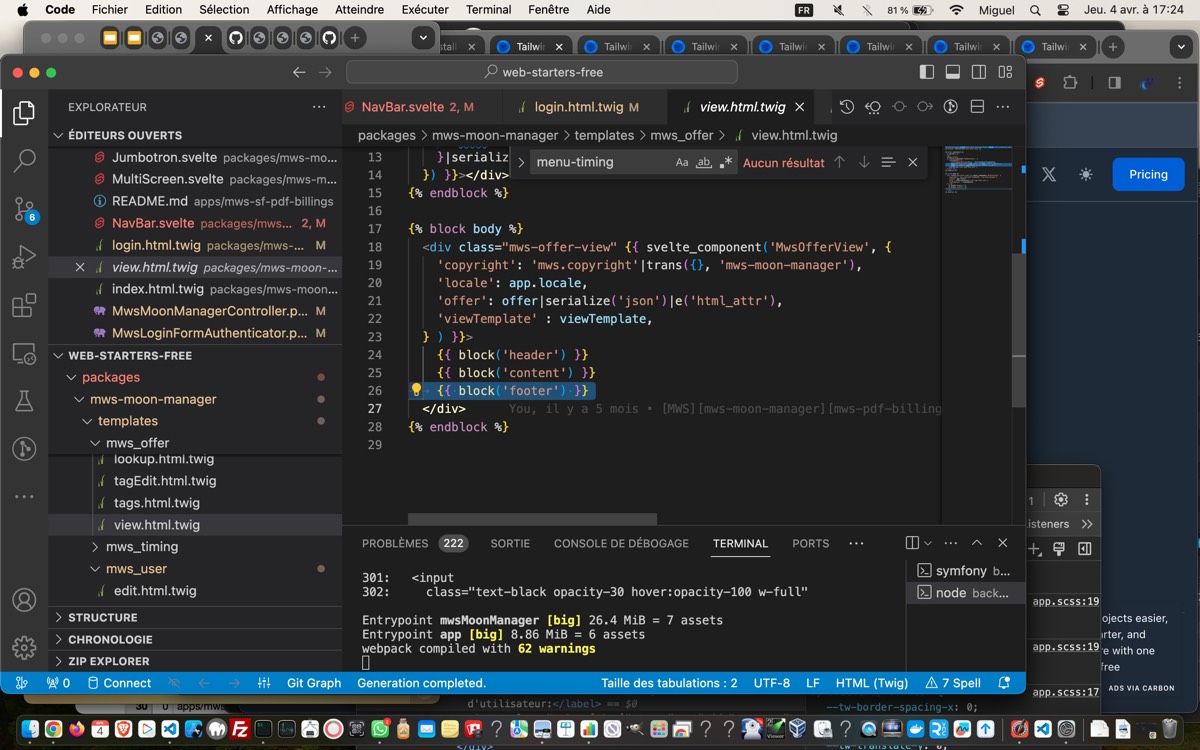 Code Fichier Edition Sélection Affichage Atteindre Exécuter Terminal Fenêtre Aide FR 81 % Miguel Jeu. 4 avr. à 17:24
Tailwi Tailwi Tailwi Tailwi Tailwi Tailwi Tailwi
web-starters-free
EXPLORATEUR
ÉDITEURS OUVERTS
Jumbotron.svelte packages/mws-mo...
MultiScreen.svelte packages/mws-m...
README.md apps/mws-sf-pdf-billings
NavBar.svelte packages/mws... 2, M
login.html.twig packages/mws-... M
view.html.twig packages/mws-moon-...
index.html.twig packages/mws-moon...
MwsMoonManagerController.p... M
MwsLoginFormAuthenticator.p... M
WEB-STARTERS-FREE
packages
mws-moon-manager
templates
mws_offer
lookup.html.twig
tagEdit.html.twig
tags.html.twig
view.html.twig
mws_timing
mws_user
edit.html.twig
STRUCTURE
CHRONOLOGIE
ZIP EXPLORER
6
NavBar.svelte 2, M login.html.twig M view.html.twig
packages > mws-moon-manager > templates > mws_offer > view.html.twig
menu-timing Aa ab Aucun résultat
13 }|serializ
14 }) }}></div>
15 {% endblock %}
16
17 {% block body %}
18 <div class="mws-offer-view" {{ svelte_component('MwsOfferView', {
19 'copyright': 'mws.copyright'|trans({}, 'mws-moon-manager'),
20 'locale': app.locale,
21 'offer': offer|serialize('json')|e('html_attr'),
22 'viewTemplate' : viewTemplate,
23 } ) }}>
24 {{ block('header') }}
25 {{ block('content') }}
26 {{ block('footer') }}
27 </div> You, il y a 5 mois • [MWS][mws-moon-manager][mws-pdf-billing
28 {% endblock %}
29
PROBLÈMES 222 SORTIE CONSOLE DE DÉBOGAGE TERMINAL PORTS
301: <input
302: class="text-black opacity-30 hover:opacity-100 w-full"
Entrypoint mwsMoonManager [big] 26.4 MiB = 7 assets
Entrypoint app [big] 8.86 MiB = 6 assets
webpack compiled with 62 warnings
symfony b...
node back...
0 Connect Git Graph Generation completed. Taille des tabulations : 2 UTF-8 LF HTML (Twig) 7 Spell
Pricing
isteners
app.scss:19
app.scss:19
app.scss:17
ojects easier,
rter, and
e with one
free
ADS VIA CARBON
d'utilisateur:</label> == $0
--tw-border-spacing-x: 0;